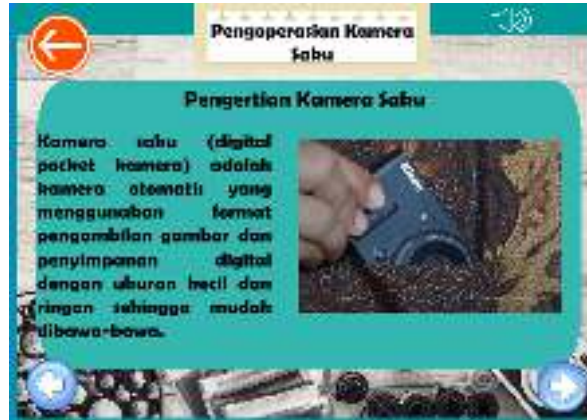 Pengoperasian Kamera
Saku
Pengertian Kamera Saku
Kamera saku (digital
pocket kamera) adalah
kamera otomatis yang
menggunakan format
pengambilan gambar dan
penyimpanan digital
dengan ukuran kecil dan
ringan sehingga mudah
dibawa-bawa.